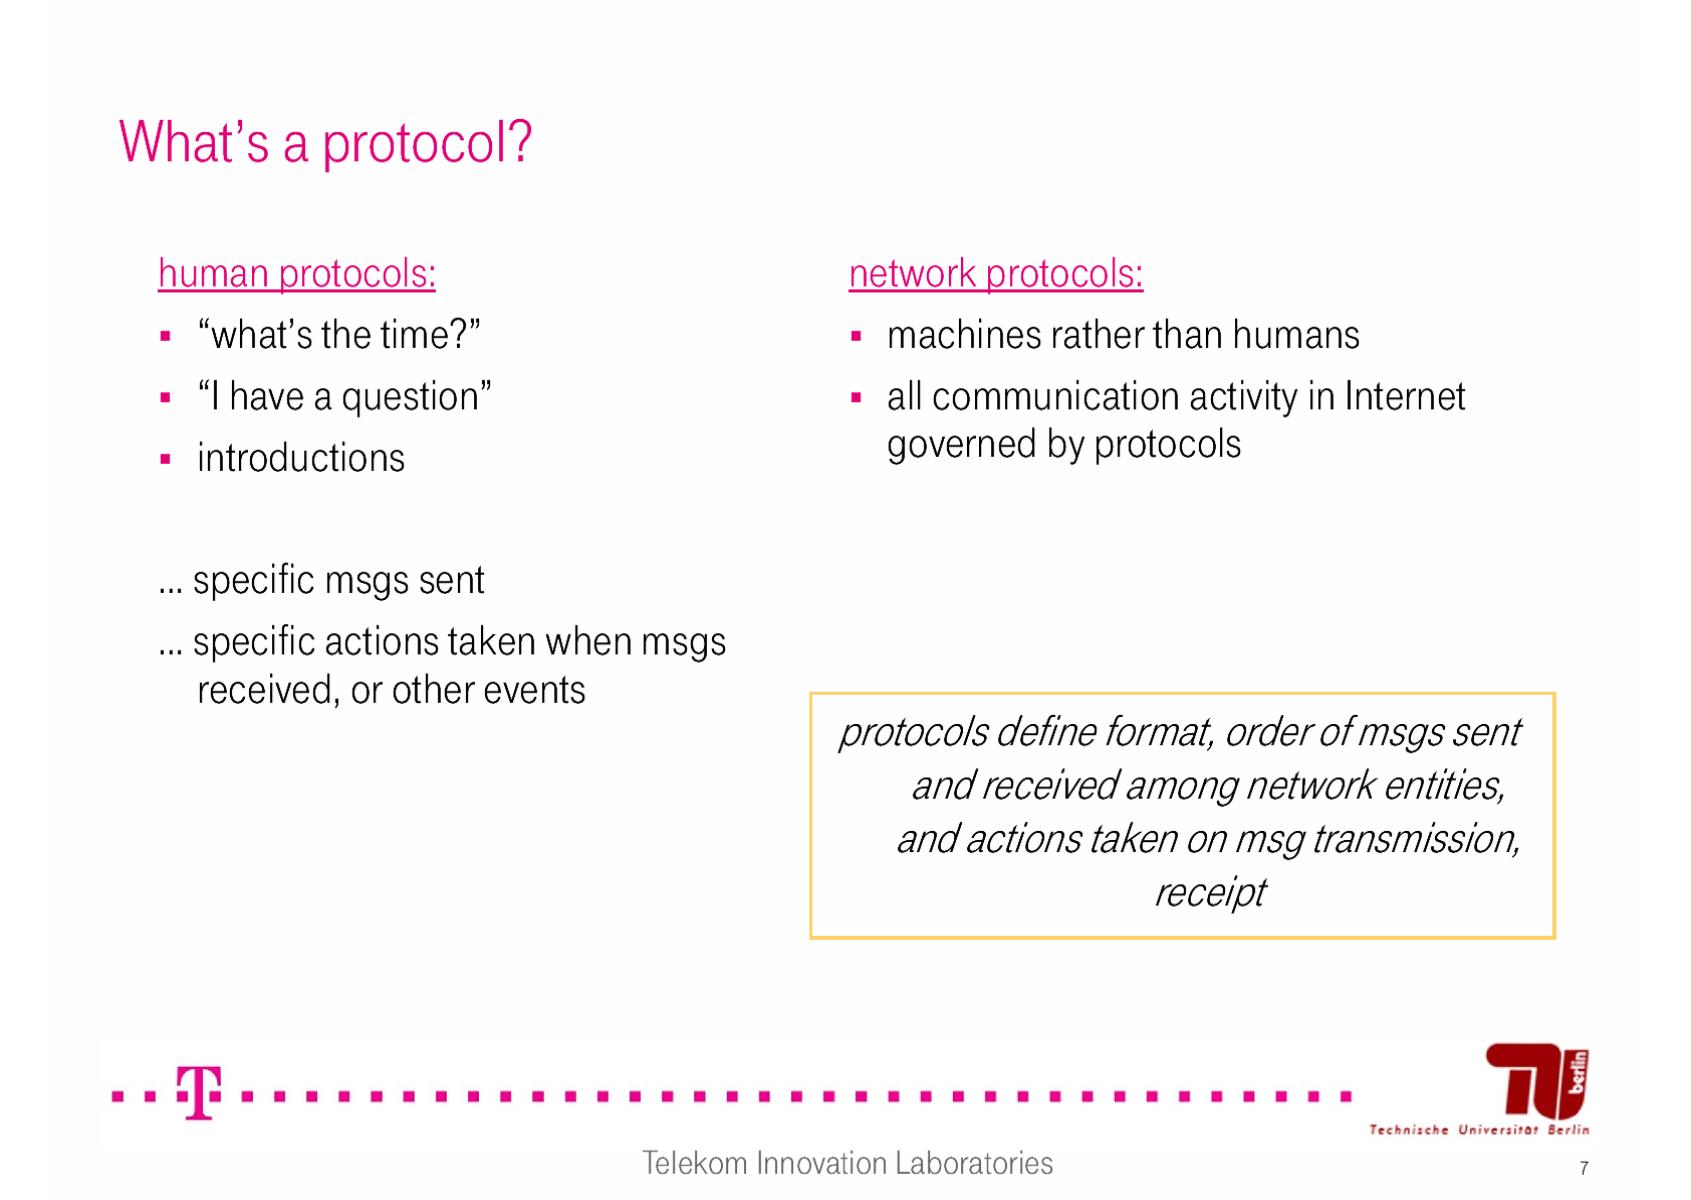 What’s a protocol?
human protocols:
▪ “what’s the time?”
▪ “I have a question”
▪ introductions
... specific msgs sent
... specific actions taken when msgs
received, or other events
network protocols:
▪ machines rather than humans
▪ all communication activity in Internet
governed by protocols
protocols define format, order of msgs sent
and received among network entities,
and actions taken on msg transmission,
receipt
T
berlin
Technische Universität Berlin
Telekom Innovation Laboratories
7